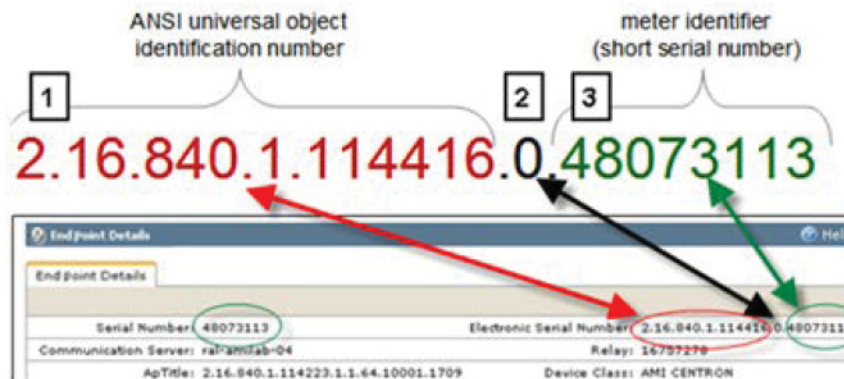 ANSI universal object identification number
meter identifier (short serial number)
1
2
3
2.16.840.1.114416.0.48073113
End point Details
Help
End point Details
Serial Number: 48073113
Electronic Serial Number: 2.16.840.1.114416.0.4807311
Communication Server: ral-amilab-04
Relay: 16757278
ApTitle: 2.16.840.1.114223.1.1.64.10001.1709
Device Class: AMI CENTRON